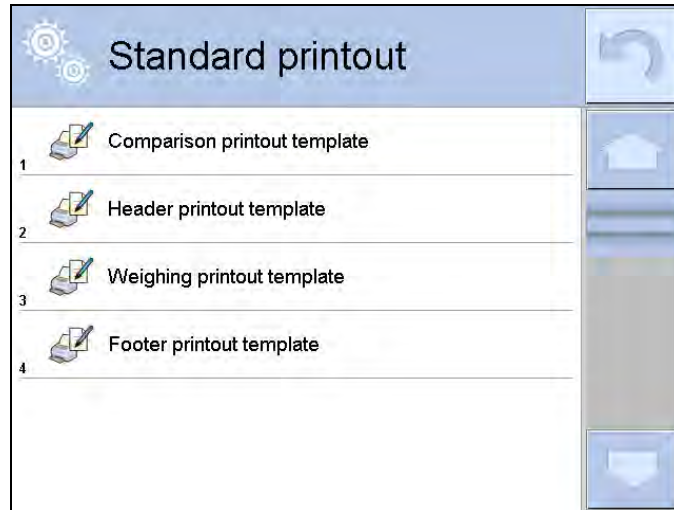 Standard printout
Comparison printout template
1
Header printout template
2
Weighing printout template
3
Footer printout template
4